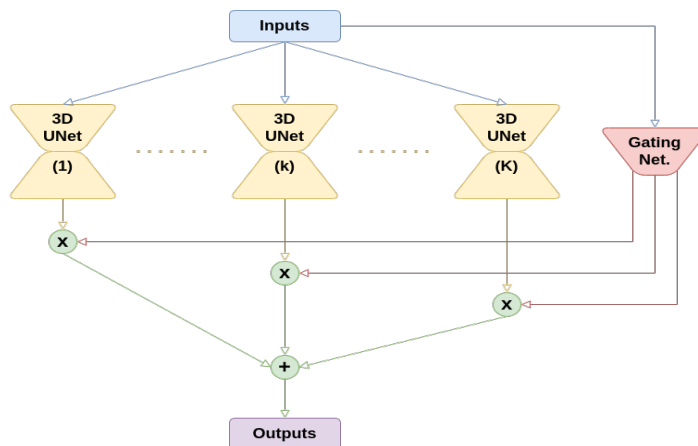 Inputs
3D
UNet
(1)
3D
UNet
(k)
3D
UNet
(K)
Gating
Net.
x
x
x
+
Outputs